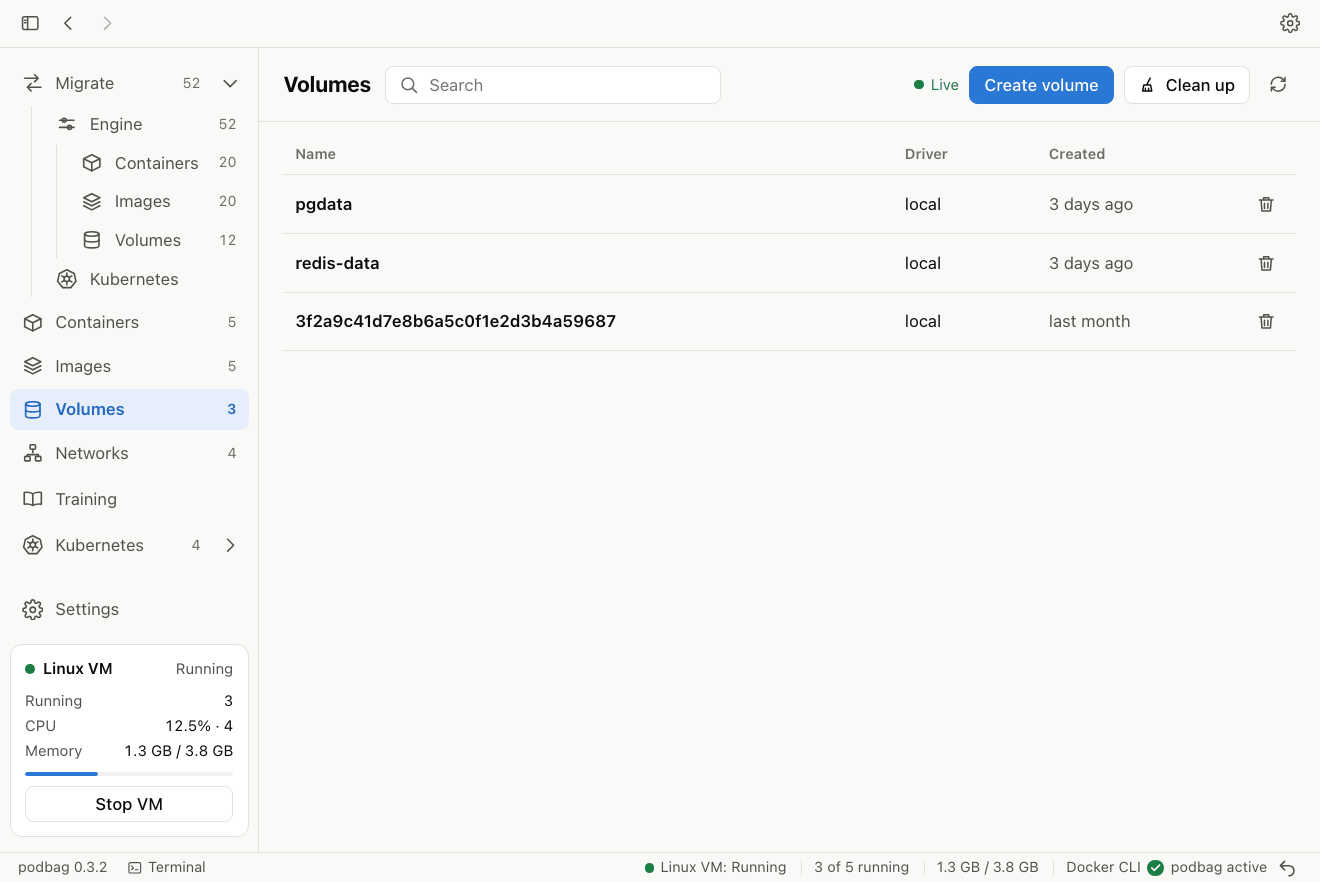 Migrate 52
Engine 52
Containers 20
Images 20
Volumes 12
Kubernetes
Containers 5
Images 5
Volumes 3
Networks 4
Training
Kubernetes 4
Settings
Linux VM Running
Running 3
CPU 12.5% · 4
Memory 1.3 GB / 3.8 GB
Stop VM
Volumes Search Live Create volume Clean up
Name Driver Created
pgdata local 3 days ago
redis-data local 3 days ago
3f2a9c41d7e8b6a5c0f1e2d3b4a59687 local last month
podbag 0.3.2 Terminal Linux VM: Running 3 of 5 running 1.3 GB / 3.8 GB Docker CLI podbag active